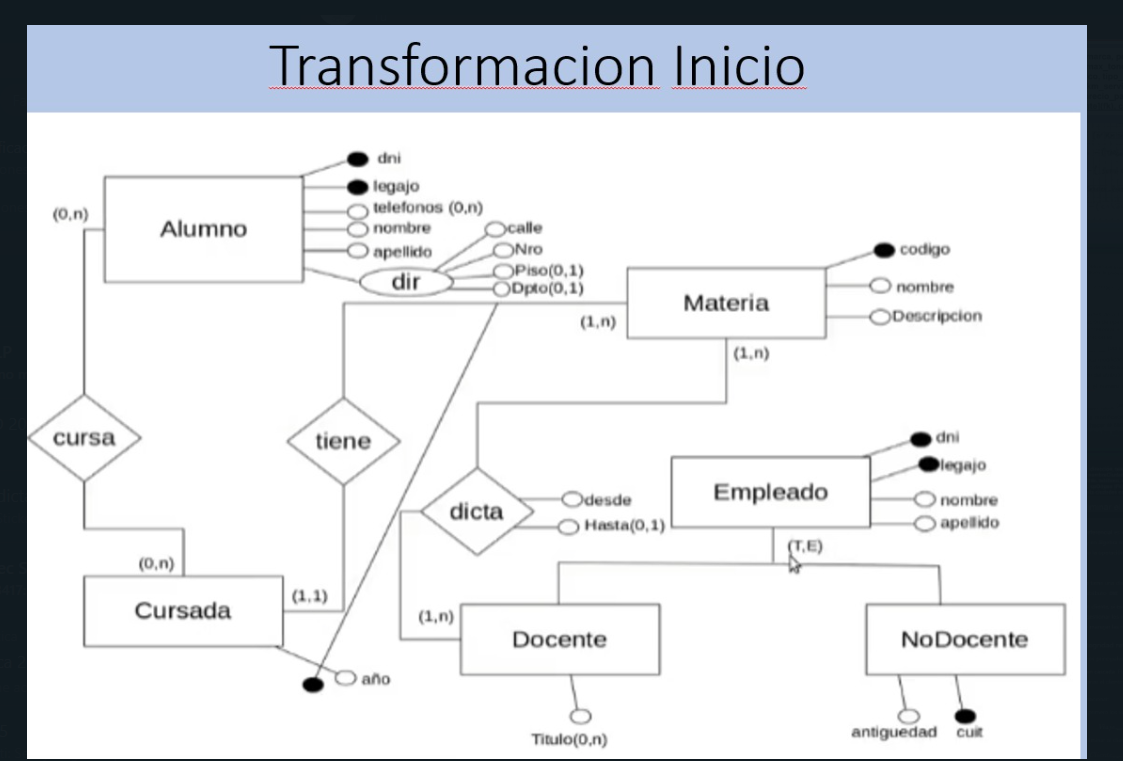 Transformacion Inicio
dni
legajo
telefonos (0,n)
nombre
apellido
(0,n)
Alumno
dir
calle
Nro
Piso(0,1)
Dpto(0,1)
codigo
nombre
Descripcion
Materia
(1,n)
(1,n)
cursa
tiene
dicta
desde
Hasta(0,1)
dni
legajo
nombre
apellido
Empleado
(T,E)
(0,n)
Cursada
(1,1)
año
(1,n)
Docente
NoDocente
Titulo(0,n)
antiguedad
cuit